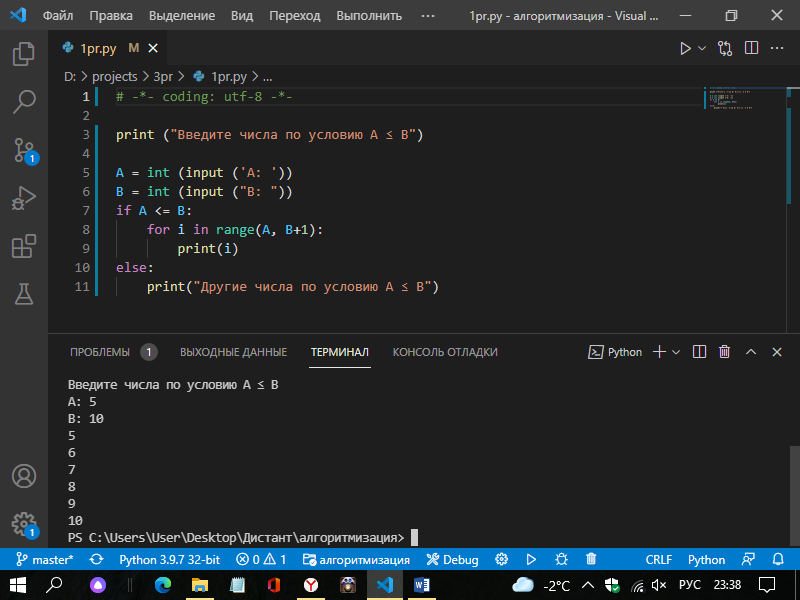 Файл Правка Выделение Вид Переход Выполнить ··· 1pr.py - алгоритмизация - Visual ...
1pr.py M
D: > projects > 3pr > 1pr.py > ...
1 # -*- coding: utf-8 -*-
2
3 print ("Введите числа по условию A ≤ B")
4
5 A = int (input ('A: '))
6 B = int (input ("B: "))
7 if A <= B:
8 for i in range(A, B+1):
9 print(i)
10 else:
11 print("Другие числа по условию A ≤ B")
1
1
ПРОБЛЕМЫ 1 ВЫХОДНЫЕ ДАННЫЕ ТЕРМИНАЛ КОНСОЛЬ ОТЛАДКИ Python
Введите числа по условию A ≤ B
A: 5
B: 10
5
6
7
8
9
10
PS C:\Users\User\Desktop\Дистант\алгоритмизация>
master* Python 3.9.7 32-bit 0 1 алгоритмизация Debug CRLF Python
-2°C РУС 23:38